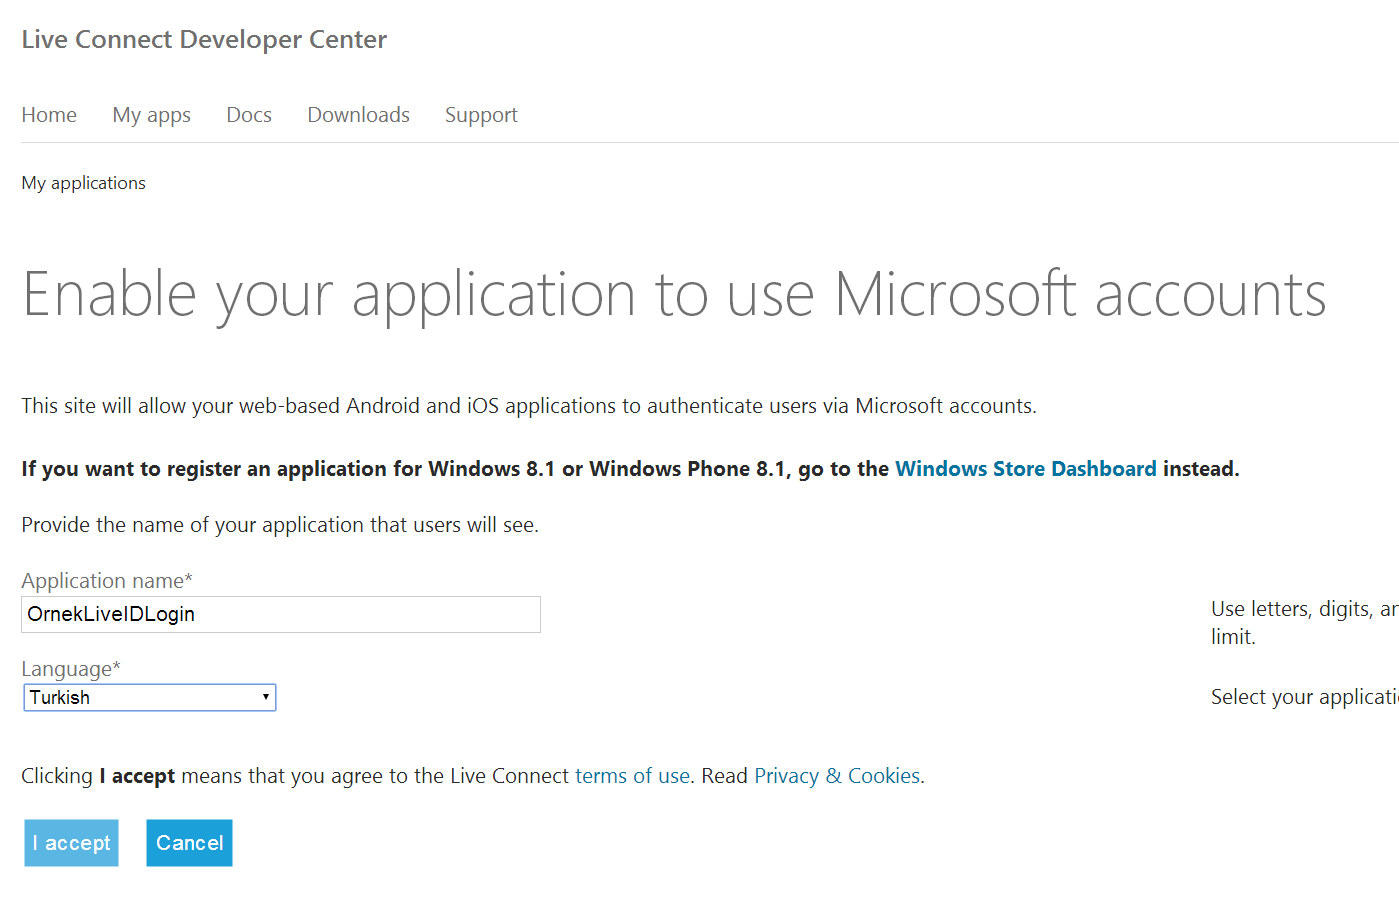 Live Connect Developer Center
Home My apps Docs Downloads Support
My applications
Enable your application to use Microsoft accounts
This site will allow your web-based Android and iOS applications to authenticate users via Microsoft accounts.
If you want to register an application for Windows 8.1 or Windows Phone 8.1, go to the Windows Store Dashboard instead.
Provide the name of your application that users will see.
Application name*
OrnekLiveIDLogin
Use letters, digits,
limit.
Language*
Turkish
Select your
Clicking I accept means that you agree to the Live Connect terms of use. Read Privacy & Cookies.
I accept Cancel